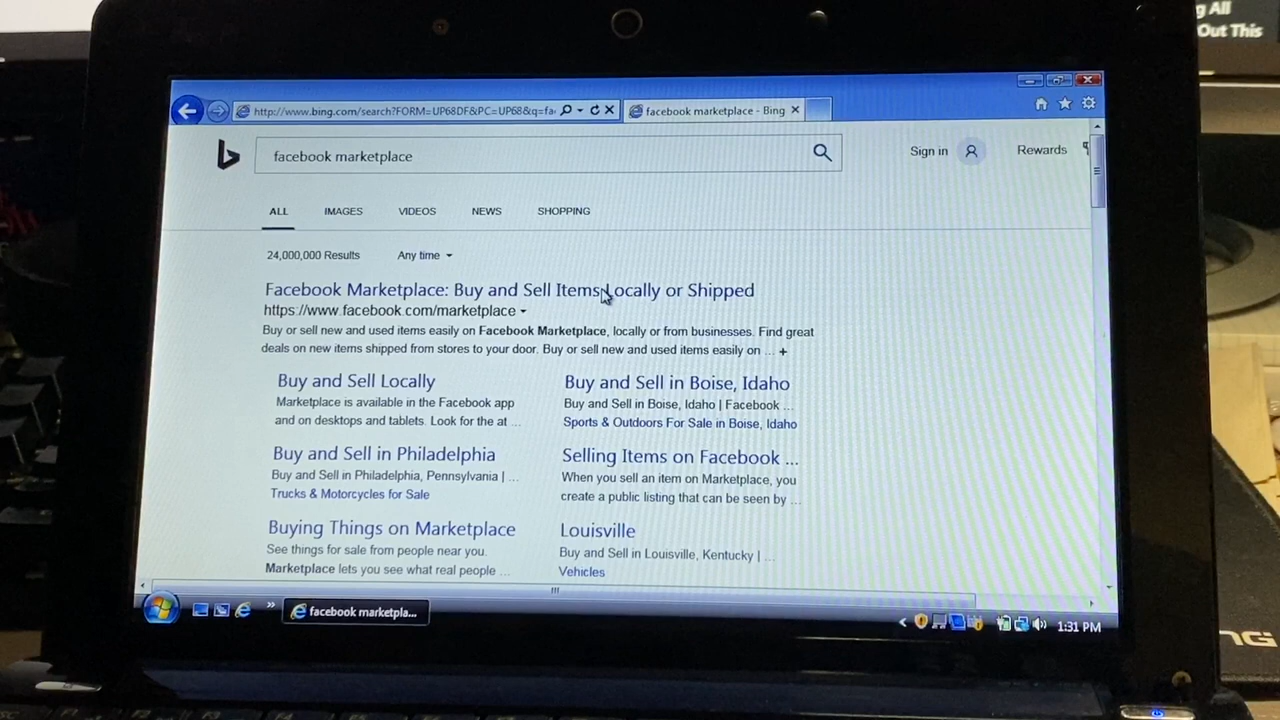 g All
Out This
http://www.bing.com/search?FORM=UP68DF&PC=UP68&q=fa
facebook marketplace - Bing
facebook marketplace
Sign in
Rewards
ALL
IMAGES
VIDEOS
NEWS
SHOPPING
24,000,000 Results
Any time
Facebook Marketplace: Buy and Sell Items Locally or Shipped
https://www.facebook.com/marketplace
Buy or sell new and used items easily on Facebook Marketplace, locally or from businesses. Find great
deals on new items shipped from stores to your door. Buy or sell new and used items easily on ... +
Buy and Sell Locally
Marketplace is available in the Facebook app
and on desktops and tablets. Look for the at ...
Buy and Sell in Boise, Idaho
Buy and Sell in Boise, Idaho | Facebook ...
Sports & Outdoors For Sale in Boise, Idaho
Buy and Sell in Philadelphia
Buy and Sell in Philadelphia, Pennsylvania | ...
Trucks & Motorcycles for Sale
Selling Items on Facebook ...
When you sell an item on Marketplace, you
create a public listing that can be seen by ...
Buying Things on Marketplace
See things for sale from people near you.
Marketplace lets you see what real people ...
Louisville
Buy and Sell in Louisville, Kentucky | ...
Vehicles
facebook marketpla...
1:31 PM